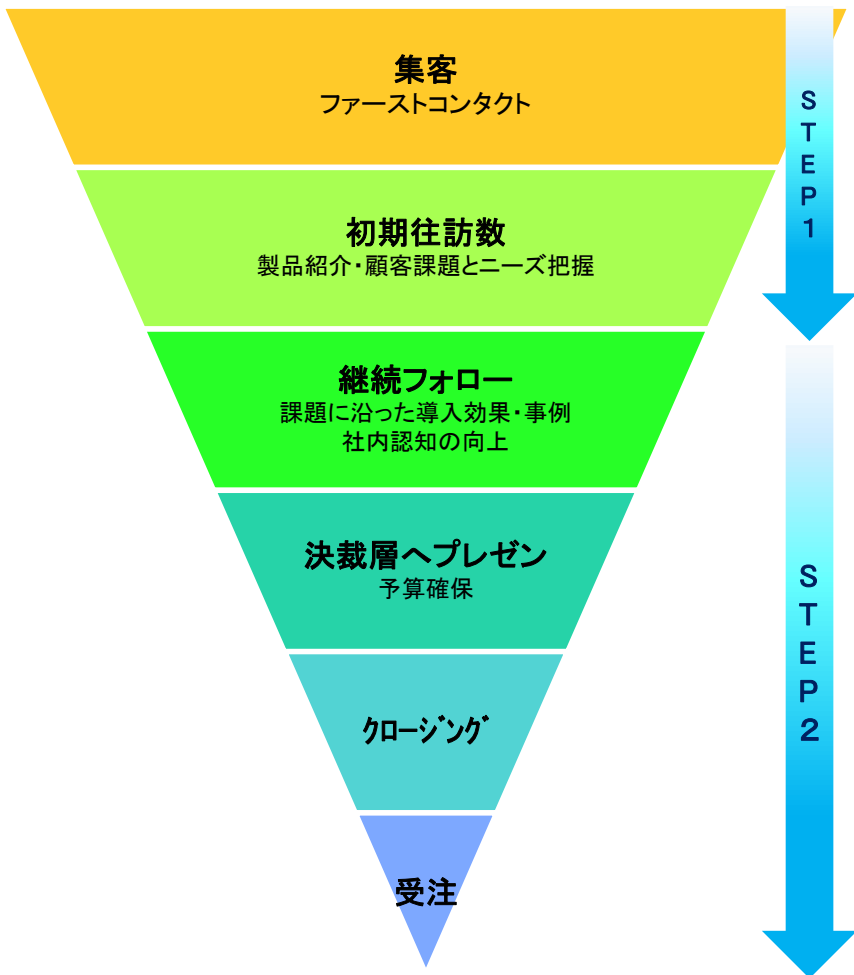 集客
ファーストコンタクト
初期往訪数
製品紹介・顧客課題とニーズ把握
継続フォロー
課題に沿った導入効果・事例
社内認知の向上
決裁層へプレゼン
予算確保
ｸﾛｰｼﾞﾝｸﾞ
受注
STEP1
STEP2